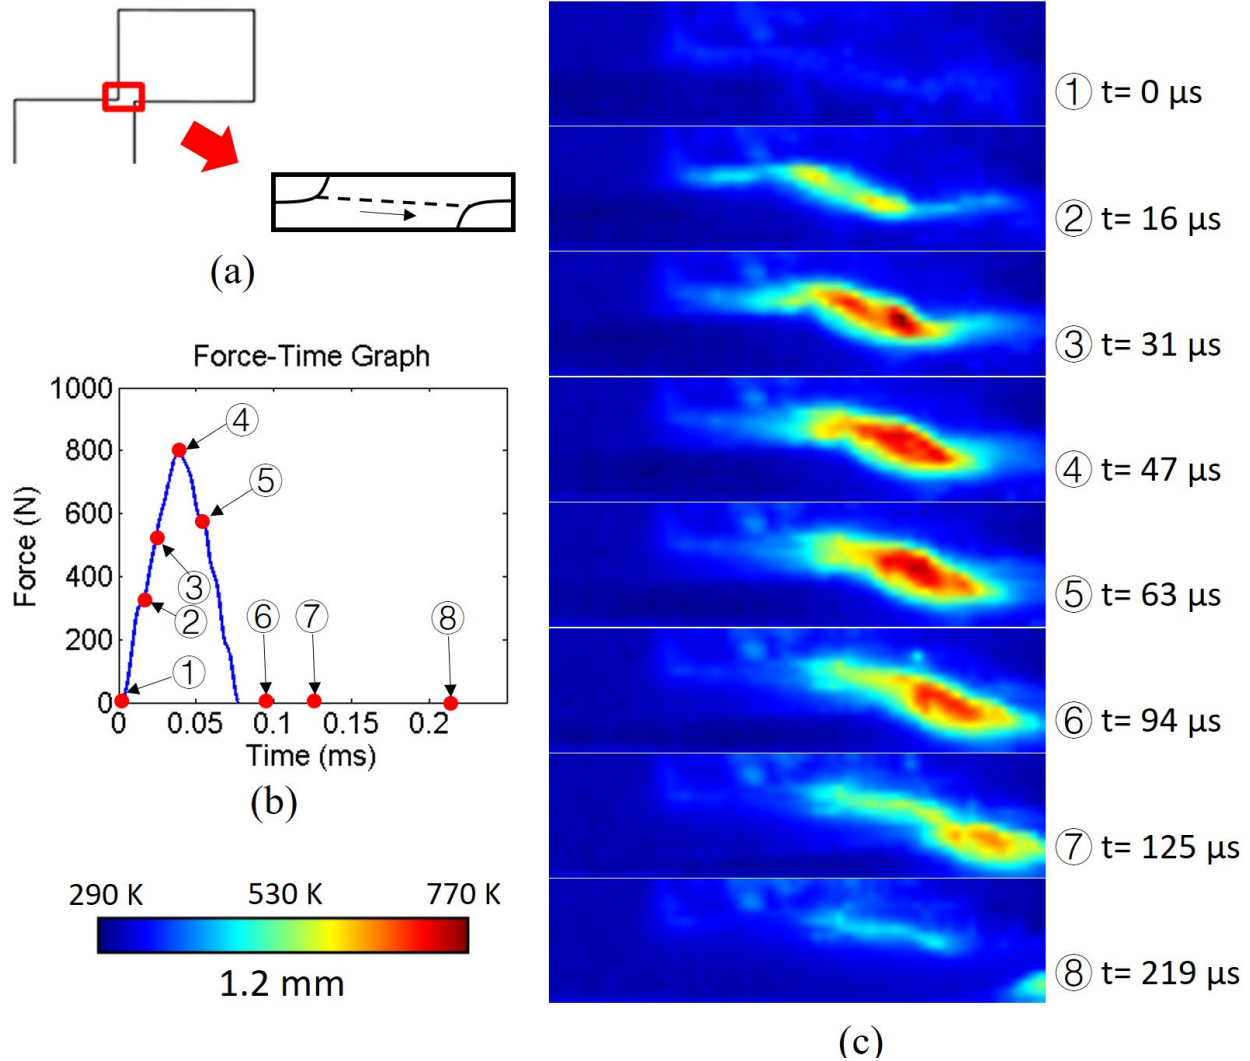 (a)
Force-Time Graph
1000
800
600
400
200
0
Force (N)
④
⑤
③
②
①
⑥
⑦
⑧
0
0.05
0.1
0.15
0.2
Time (ms)
(b)
290 K
530 K
770 K
1.2 mm
① t= 0 µs
② t= 16 µs
③ t= 31 µs
④ t= 47 µs
⑤ t= 63 µs
⑥ t= 94 µs
⑦ t= 125 µs
⑧ t= 219 µs
(c)